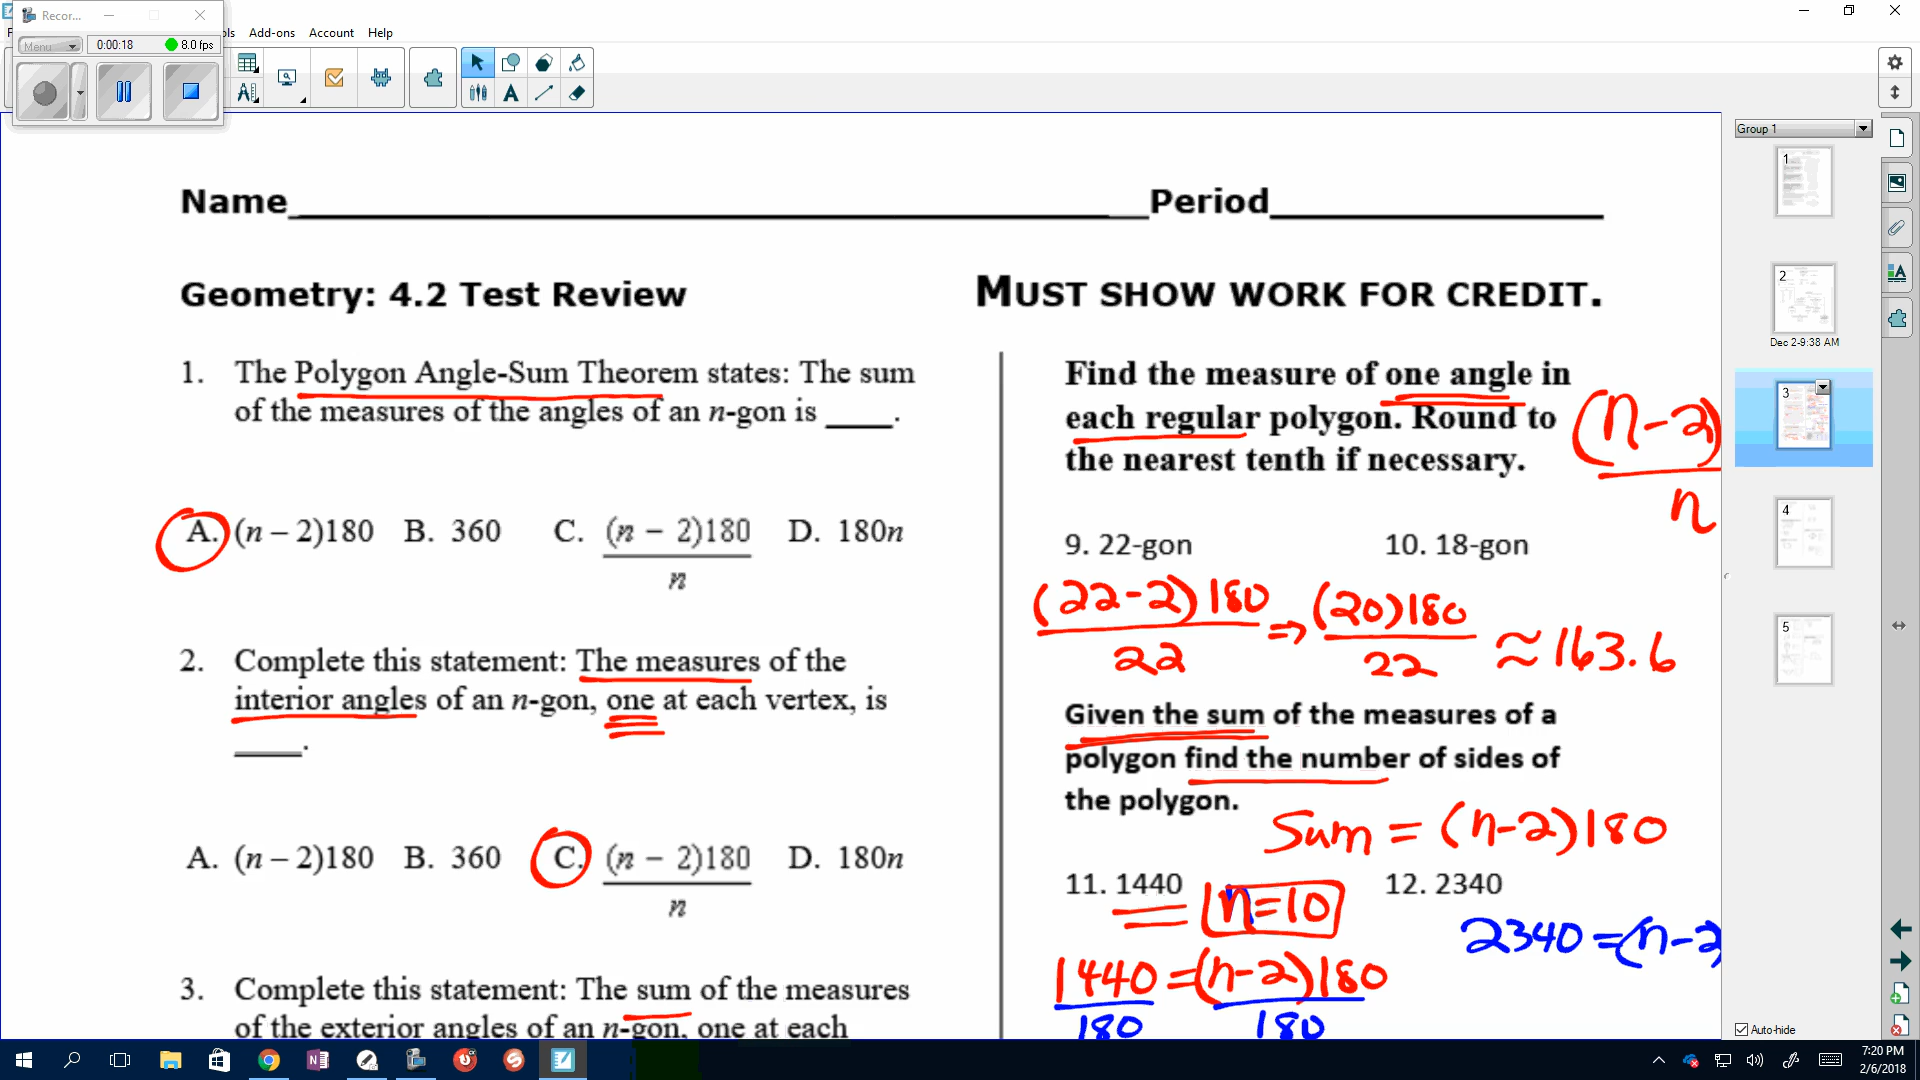 Recor...
Menu
0:00:18
8.0 fps
ols Add-ons Account Help
Group 1
1
2
Dec 2-9:38 AM
3
4
5
Name Period
Geometry: 4.2 Test Review
MUST SHOW WORK FOR CREDIT.
1. The Polygon Angle-Sum Theorem states: The sum
of the measures of the angles of an n-gon is ____.
A. (n – 2)180 B. 360 C. (n – 2)180 D. 180n
n
2. Complete this statement: The measures of the
interior angles of an n-gon, one at each vertex, is
____.
A. (n – 2)180 B. 360 C. (n – 2)180 D. 180n
n
3. Complete this statement: The sum of the measures
of the exterior angles of an n-gon, one at each
Find the measure of one angle in
each regular polygon. Round to
the nearest tenth if necessary.
(n-2)
n
9. 22-gon 10. 18-gon
(22-2)180 ⇒ (20)180 ≈ 163.6
22 22
Given the sum of the measures of a
polygon find the number of sides of
the polygon.
Sum = (n-2)180
11. 1440 12. 2340
n=10
2340 = (n-2)
1440 = (n-2)180
180 180
Auto-hide
7:20 PM
2/6/2018